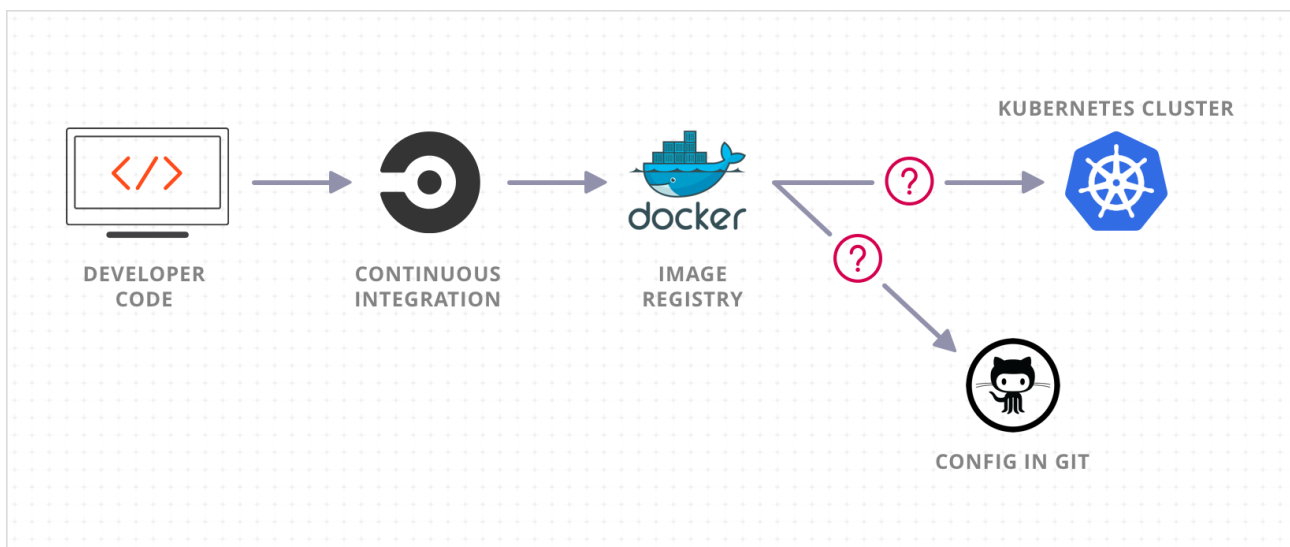 KUBERNETES CLUSTER
</>
docker
?
?
DEVELOPER
CODE
CONTINUOUS
INTEGRATION
IMAGE
REGISTRY
CONFIG IN GIT